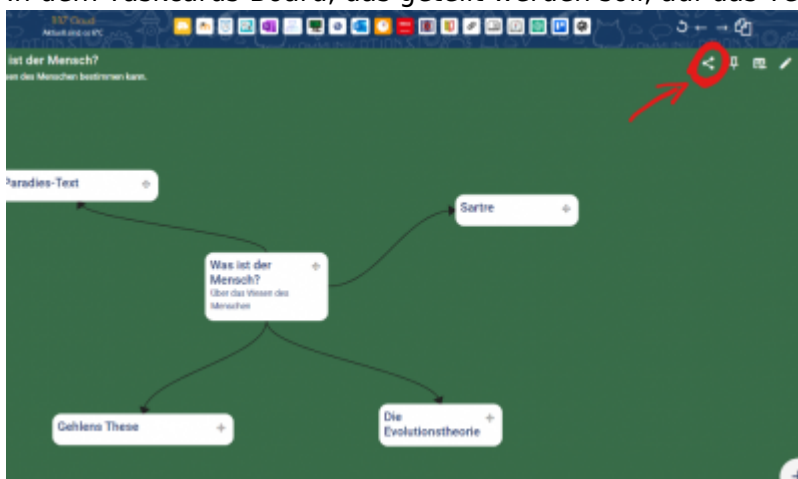 In dem Taskcards-Board, das geteilt werden soll, auf das Te
ist der Mensch?
en des Menschen bestimmen kann.
Paradies-Text
Sartre
Was ist der
Mensch?
Über das Wesen des
Menschen
Gehlens These
Die
Evolutionstheorie